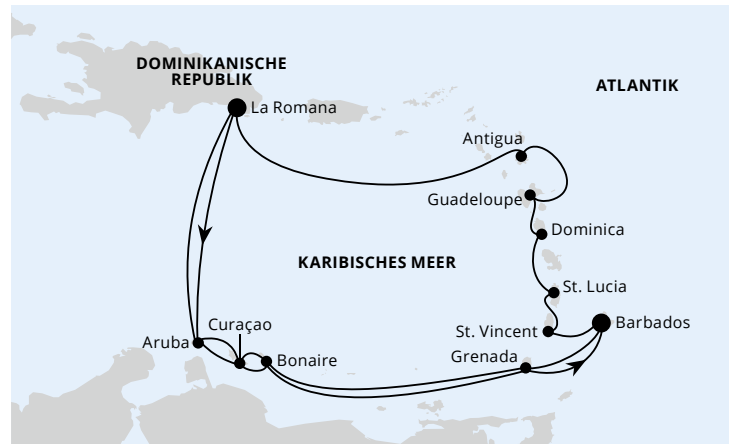 DOMINIKANISCHE
REPUBLIK
La Romana
ATLANTIK
Antigua
Guadeloupe
Dominica
KARIBISCHES MEER
St. Lucia
Curaçao
St. Vincent
Barbados
Aruba
Bonaire
Grenada